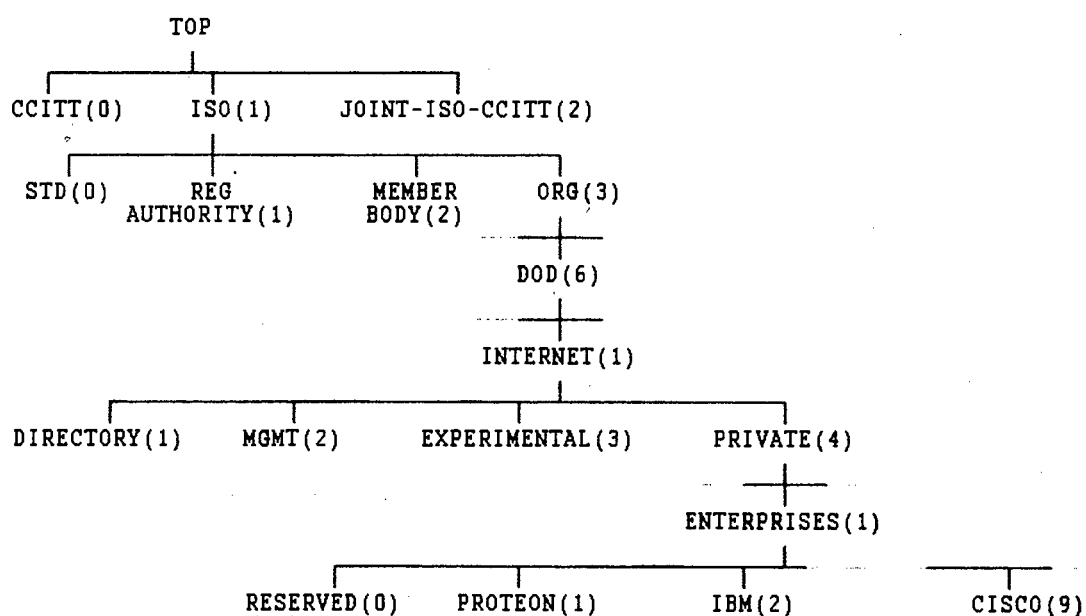 TOP
CCITT(0) ISO(1) JOINT-ISO-CCITT(2)
STD(0) REG MEMBER ORG(3)
AUTHORITY(1) BODY(2)
DOD(6)
INTERNET(1)
DIRECTORY(1) MGMT(2) EXPERIMENTAL(3) PRIVATE(4)
ENTERPRISES(1)
RESERVED(0) PROTEON(1) IBM(2) CISCO(9)